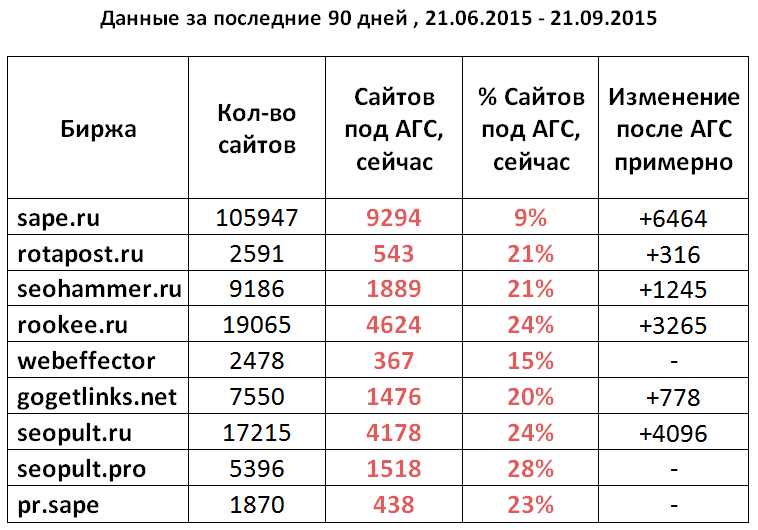 Данные за последние 90 дней , 21.06.2015 - 21.09.2015
Биржа Кол-во сайтов Сайтов под АГС, сейчас % Сайтов под АГС, сейчас Изменение после АГС примерно
sape.ru 105947 9294 9% +6464
rotapost.ru 2591 543 21% +316
seohammer.ru 9186 1889 21% +1245
rookee.ru 19065 4624 24% +3265
webeffector 2478 367 15% -
gogetlinks.net 7550 1476 20% +778
seopult.ru 17215 4178 24% +4096
seopult.pro 5396 1518 28% -
pr.sape 1870 438 23% -